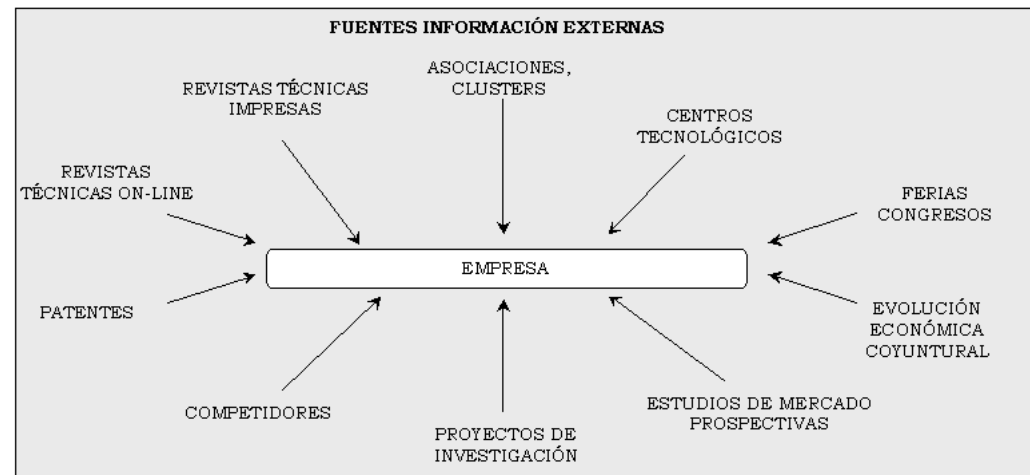 FUENTES INFORMACIÓN EXTERNAS
ASOCIACIONES,
CLUSTERS
REVISTAS TÉCNICAS
IMPRESAS
CENTROS
TECNOLÓGICOS
REVISTAS
TÉCNICAS ON-LINE
FERIAS
CONGRESOS
EMPRESA
PATENTES
EVOLUCIÓN
ECONÓMICA
COYUNTURAL
COMPETIDORES
PROYECTOS DE
INVESTIGACIÓN
ESTUDIOS DE MERCADO
PROSPECTIVAS